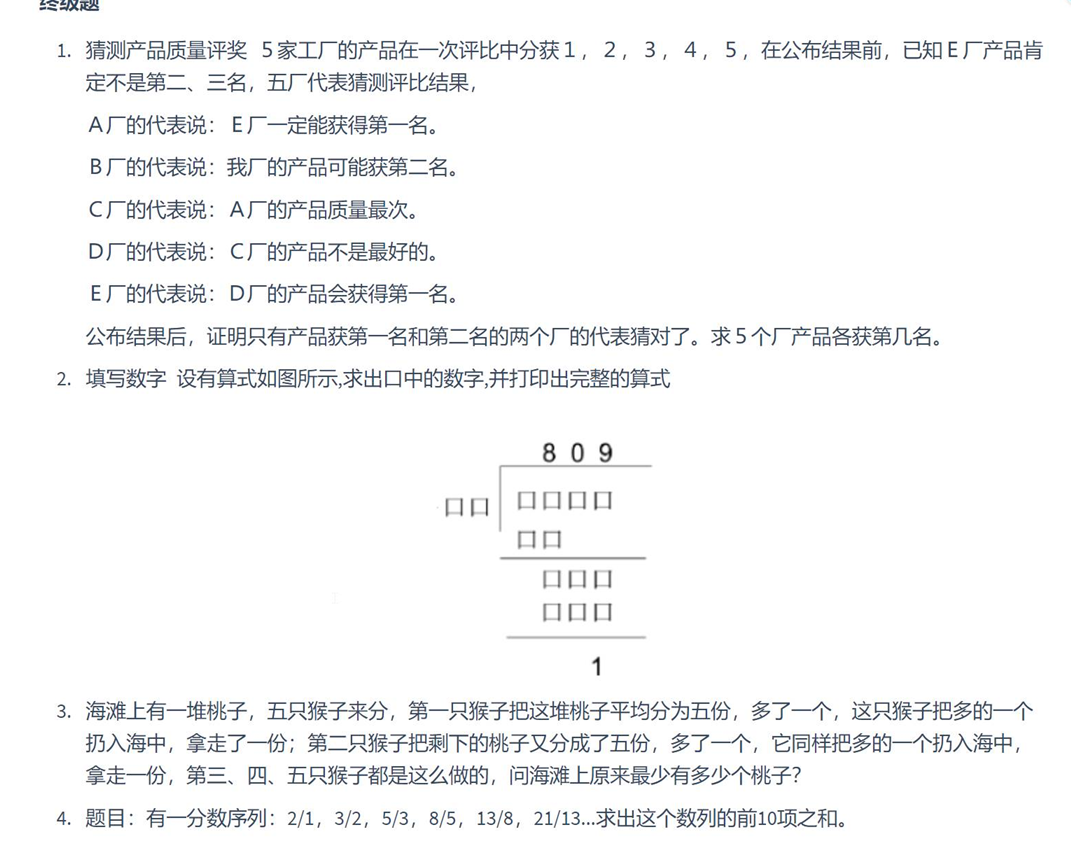 终级题
1. 猜测产品质量评奖 5家工厂的产品在一次评比中分获1，2，3，4，5，在公布结果前，已知E厂产品肯
定不是第二、三名，五厂代表猜测评比结果，
A厂的代表说：E厂一定能获得第一名。
B厂的代表说：我厂的产品可能获第二名。
C厂的代表说：A厂的产品质量最次。
D厂的代表说：C厂的产品不是最好的。
E厂的代表说：D厂的产品会获得第一名。
公布结果后，证明只有产品获第一名和第二名的两个厂的代表猜对了。求5个厂产品各获第几名。
2. 填写数字 设有算式如图所示,求出口中的数字,并打印出完整的算式
8 0 9
口口 口口口口
口口
口口口
口口口
1
3. 海滩上有一堆桃子，五只猴子来分，第一只猴子把这堆桃子平均分为五份，多了一个，这只猴子把多的一个
扔入海中，拿走了一份；第二只猴子把剩下的桃子又分成了五份，多了一个，它同样把多的一个扔入海中，
拿走一份，第三、四、五只猴子都是这么做的，问海滩上原来最少有多少个桃子？
4. 题目：有一分数序列：2/1，3/2，5/3，8/5，13/8，21/13...求出这个数列的前10项之和。